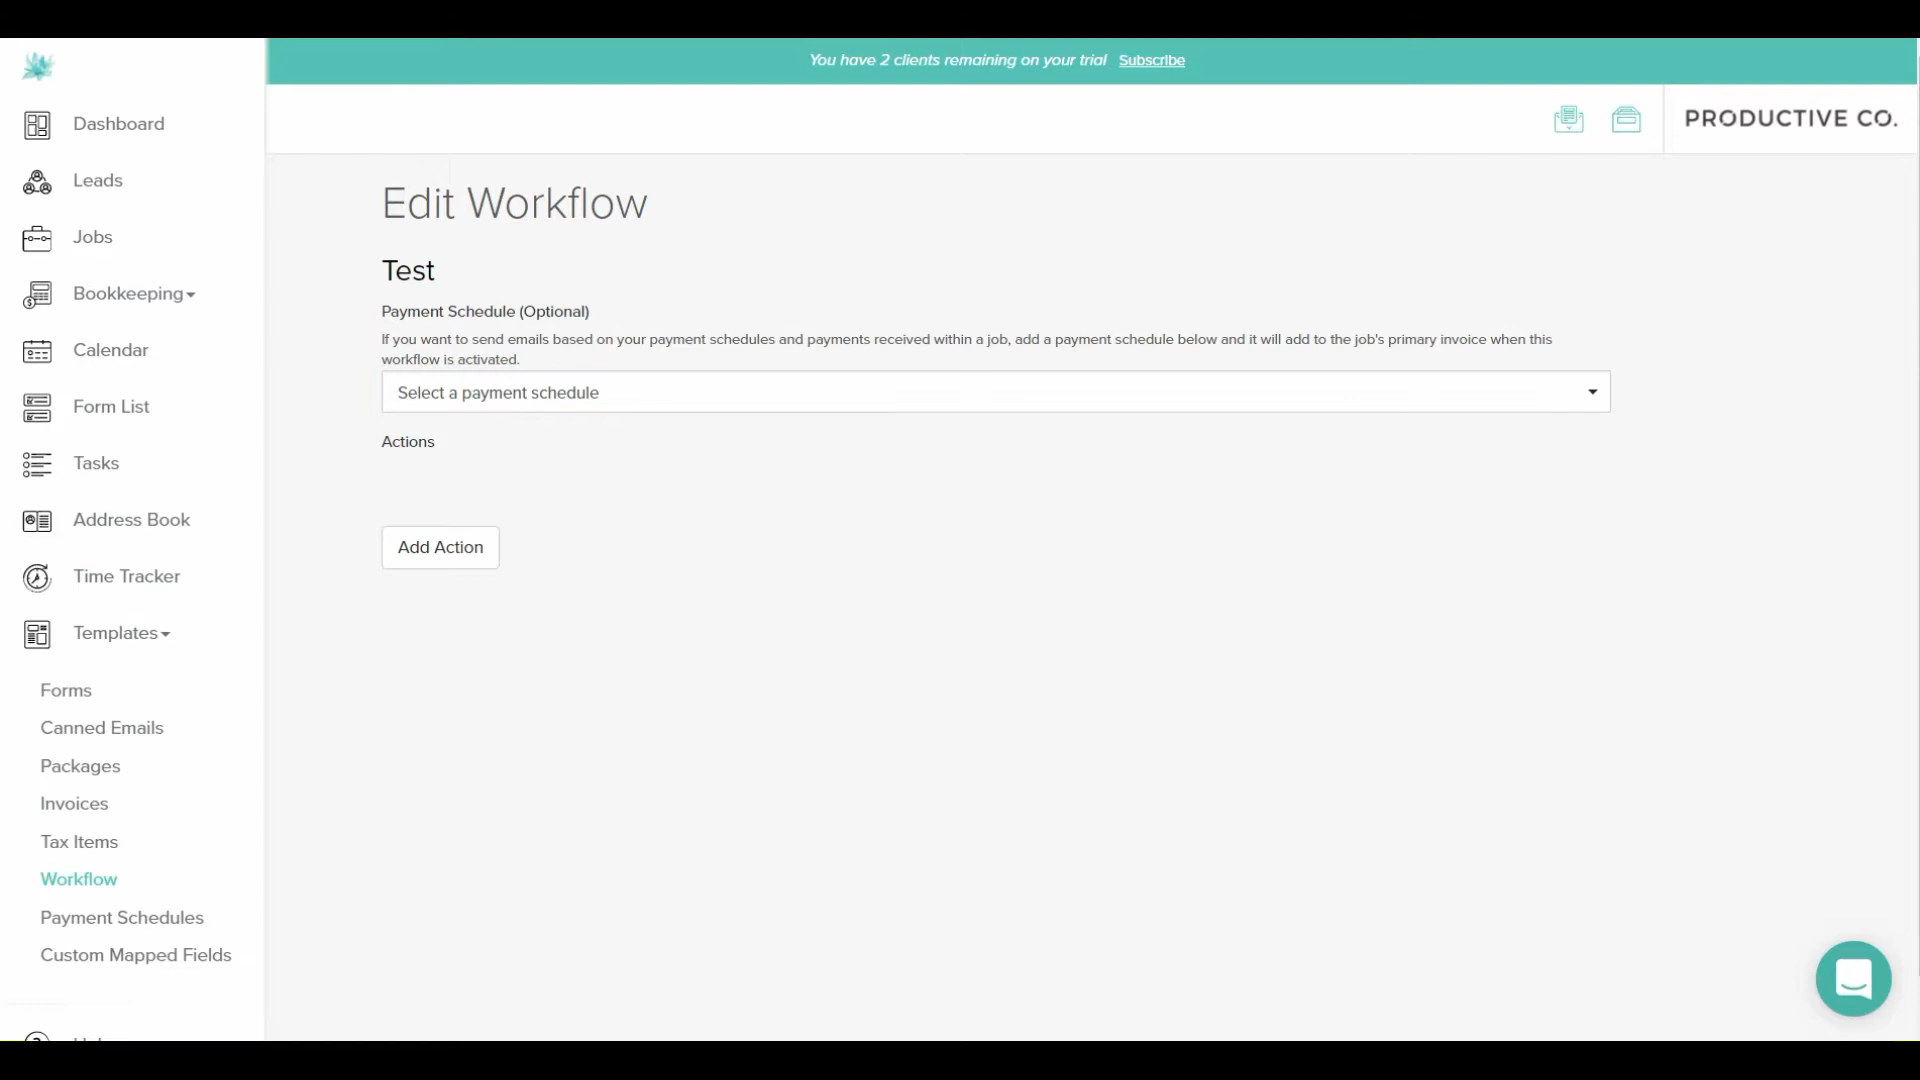 You have 2 clients remaining on your trial Subscribe
PRODUCTIVE CO.
Dashboard
Leads
Jobs
Bookkeeping
Calendar
Form List
Tasks
Address Book
Time Tracker
Templates
Forms
Canned Emails
Packages
Invoices
Tax Items
Workflow
Payment Schedules
Custom Mapped Fields
Edit Workflow
Test
Payment Schedule (Optional)
If you want to send emails based on your payment schedules and payments received within a job, add a payment schedule below and it will add to the job's primary invoice when this
workflow is activated.
Select a payment schedule
Actions
Add Action